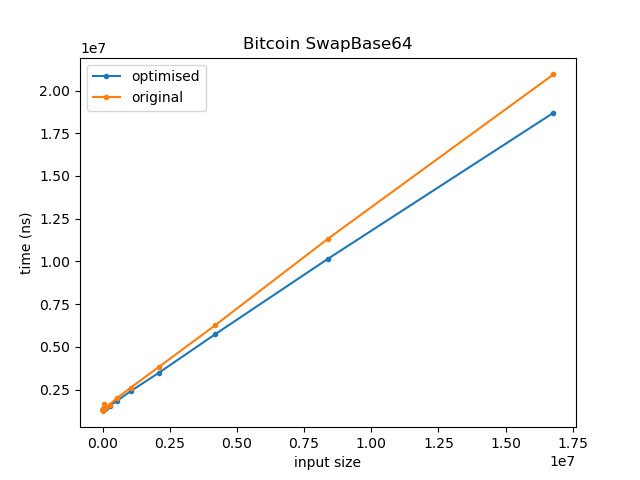 Bitcoin SwapBase64
1e7
optimised
original
2.00
1.75
1.50
1.25
1.00
0.75
0.50
0.25
time (ns)
0.00 0.25 0.50 0.75 1.00 1.25 1.50 1.75
input size
1e7